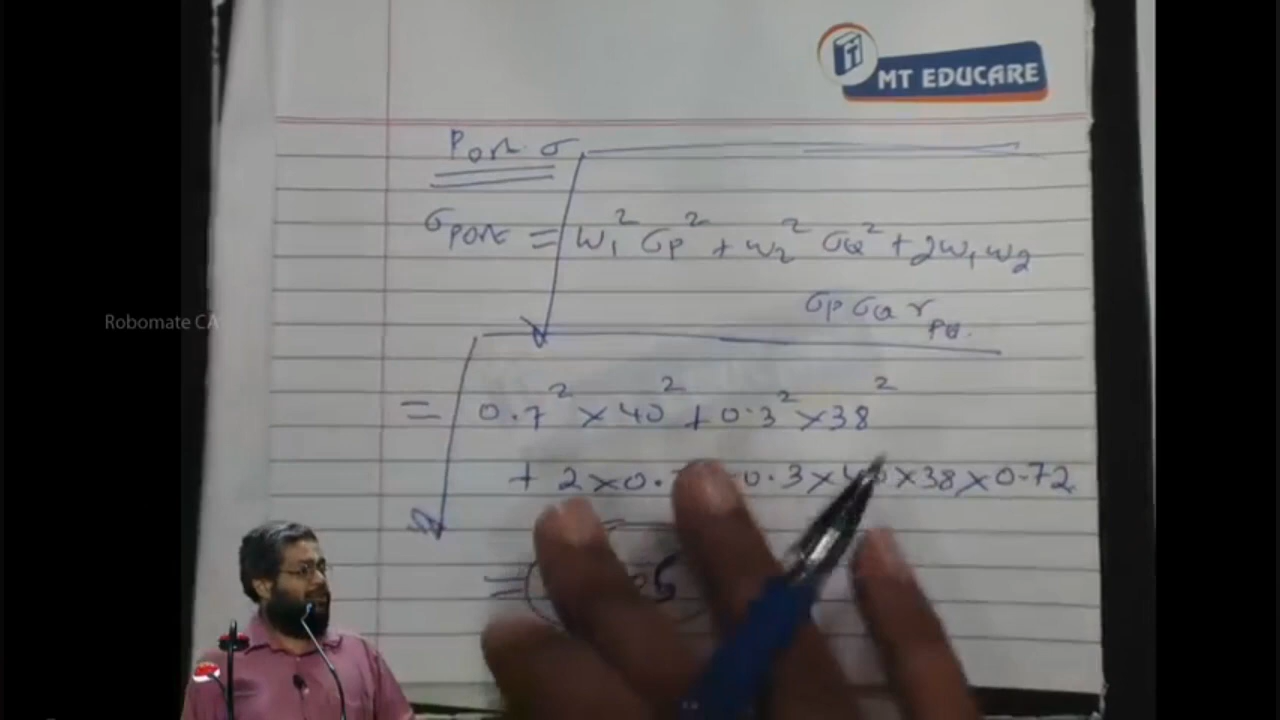 MT EDUCARE
Port. σ
σport = √ w₁² σP² + w₂² σQ² + 2w₁w₂
σP σQ rPQ.
Robomate CA
= √ 0.7² × 40² + 0.3² × 38²
+ 2 × 0. 0.3 × 40 × 38 × 0.72
=